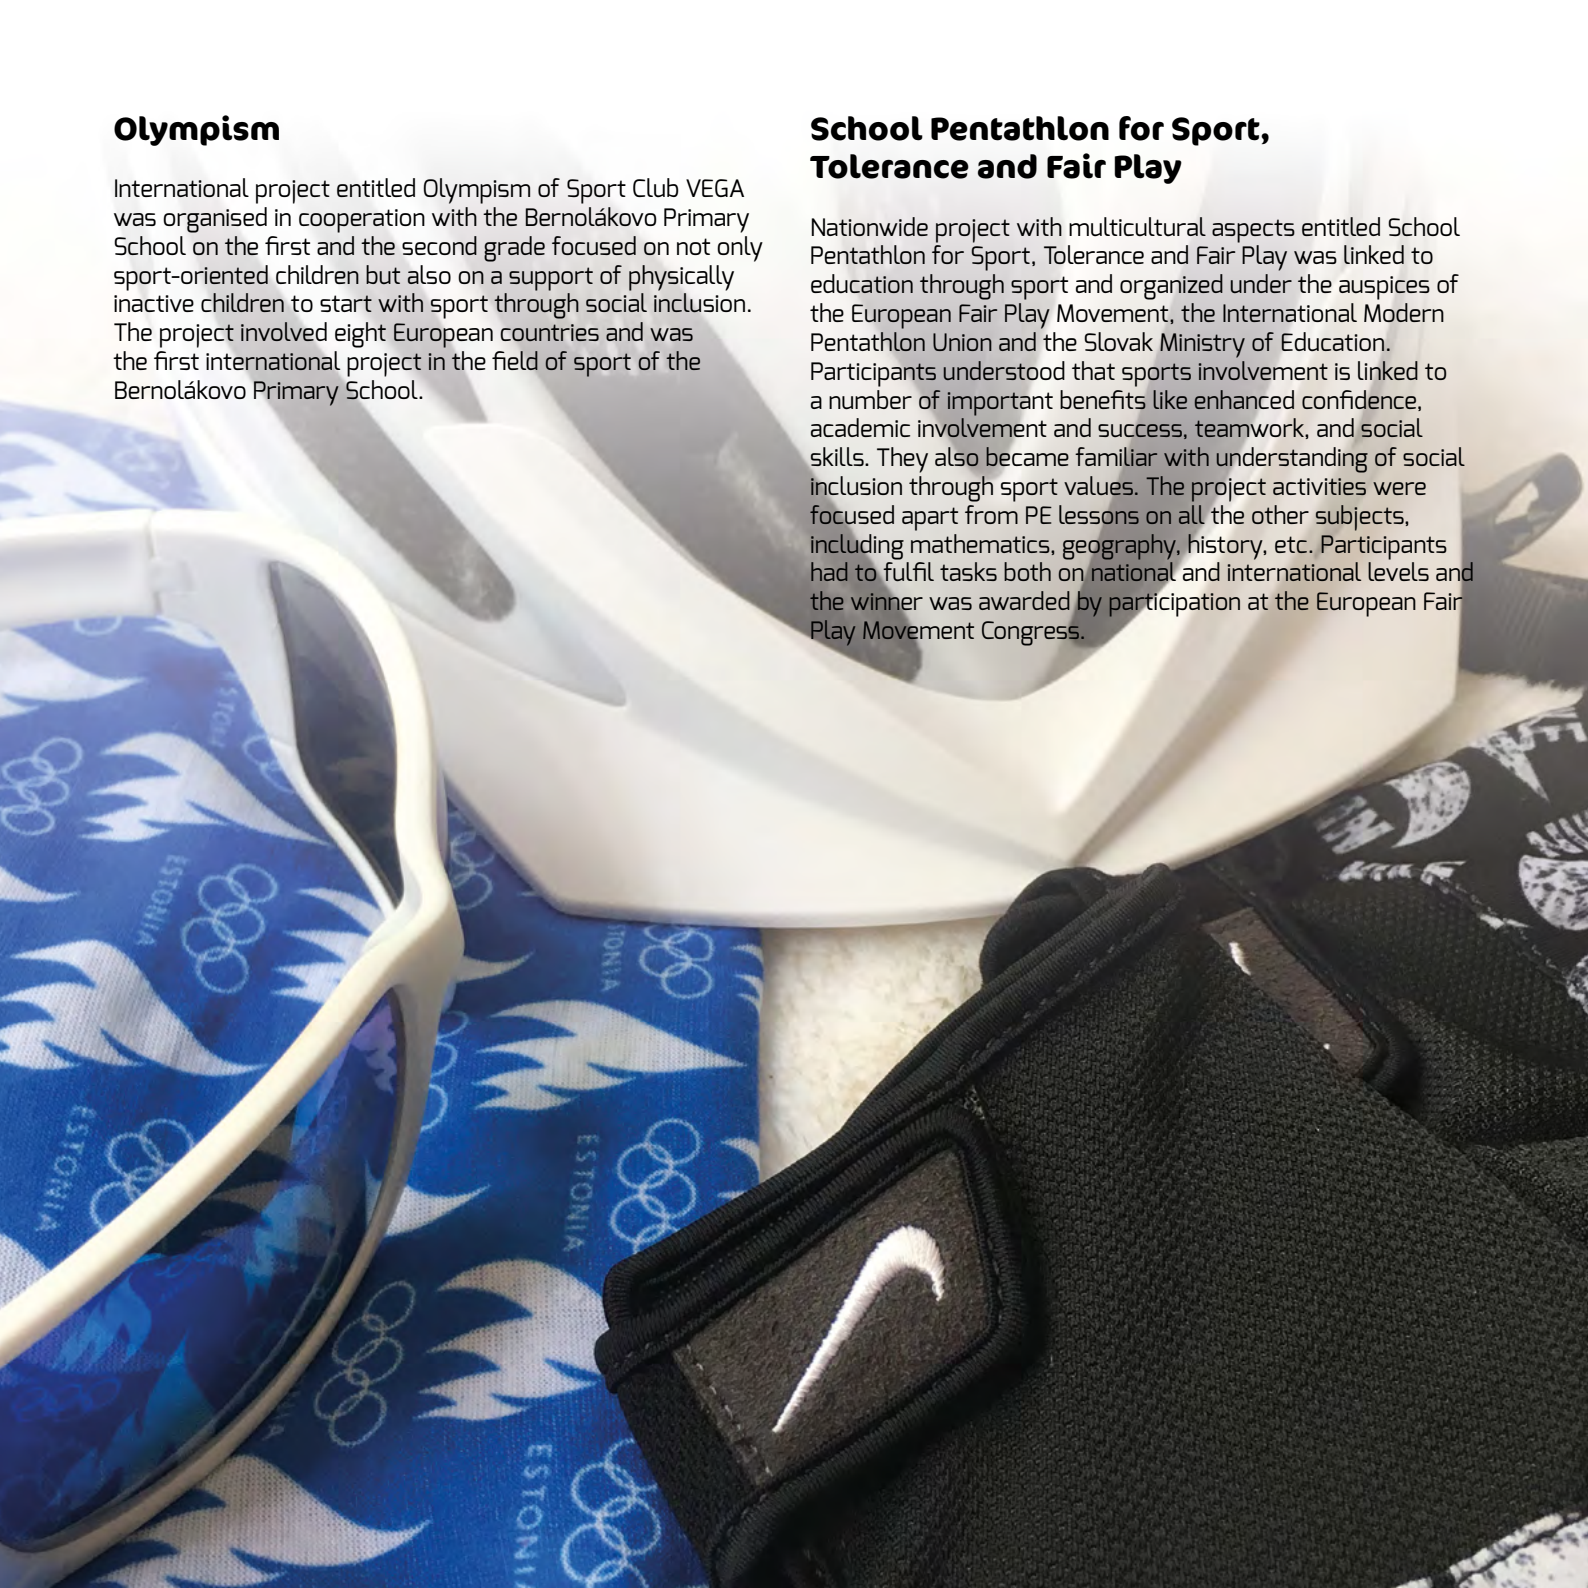 Olympism
International project entitled Olympism of Sport Club VEGA
was organised in cooperation with the Bernolákovo Primary
School on the first and the second grade focused on not only
sport-oriented children but also on a support of physically
inactive children to start with sport through social inclusion.
The project involved eight European countries and was
the first international project in the field of sport of the
Bernolákovo Primary School.
School Pentathlon for Sport,
Tolerance and Fair Play
Nationwide project with multicultural aspects entitled School
Pentathlon for Sport, Tolerance and Fair Play was linked to
education through sport and organized under the auspices of
the European Fair Play Movement, the International Modern
Pentathlon Union and the Slovak Ministry of Education.
Participants understood that sports involvement is linked to
a number of important benefits like enhanced confidence,
academic involvement and success, teamwork, and social
skills. They also became familiar with understanding of social
inclusion through sport values. The project activities were
focused apart from PE lessons on all the other subjects,
including mathematics, geography, history, etc. Participants
had to fulfil tasks both on national and international levels and
the winner was awarded by participation at the European Fair
Play Movement Congress.
ESTONIA
ESTONIA
ESTONIA
ESTONIA